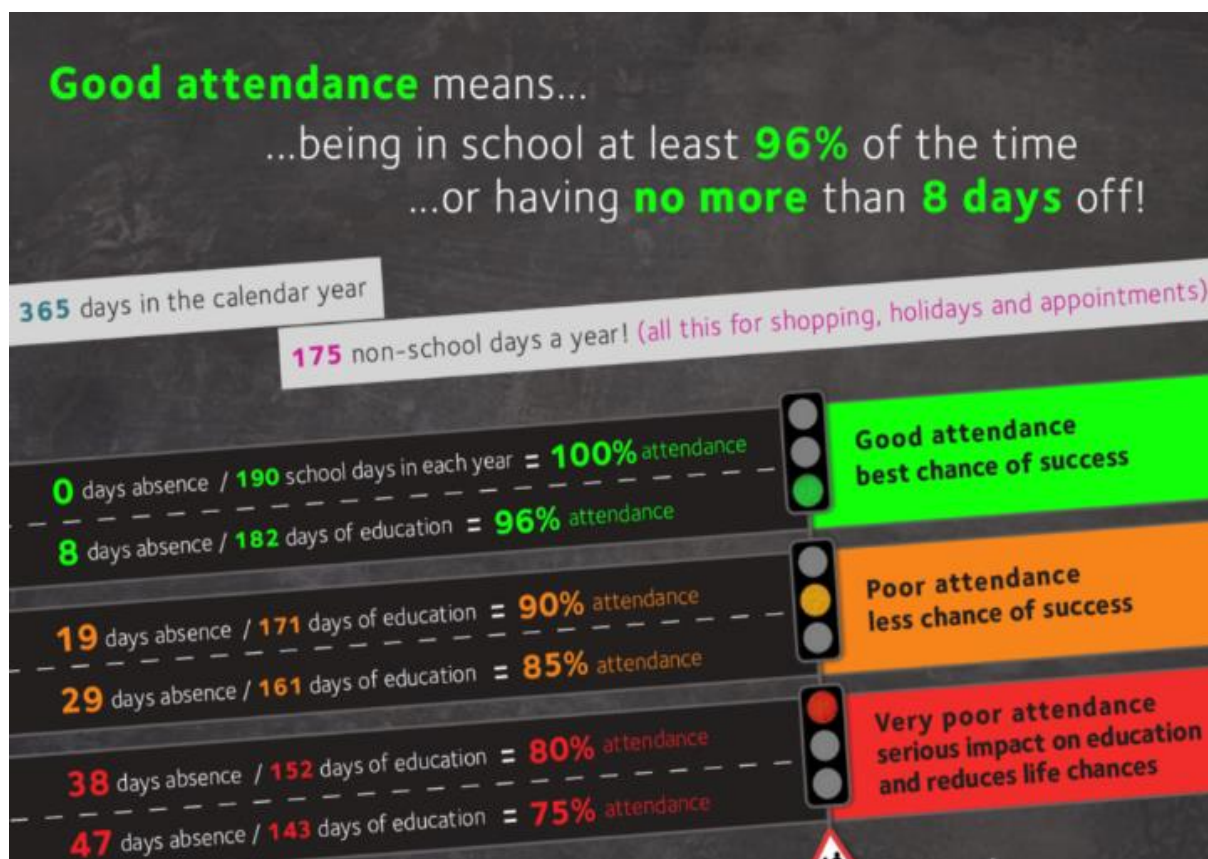 Good attendance means...
...being in school at least 96% of the time
...or having no more than 8 days off!
365 days in the calendar year
175 non-school days a year! (all this for shopping, holidays and appointments)
0 days absence / 190 school days in each year = 100% attendance
8 days absence / 182 days of education = 96% attendance
Good attendance
best chance of success
19 days absence / 171 days of education = 90% attendance
29 days absence / 161 days of education = 85% attendance
Poor attendance
less chance of success
38 days absence / 152 days of education = 80% attendance
47 days absence / 143 days of education = 75% attendance
Very poor attendance
serious impact on education
and reduces life chances